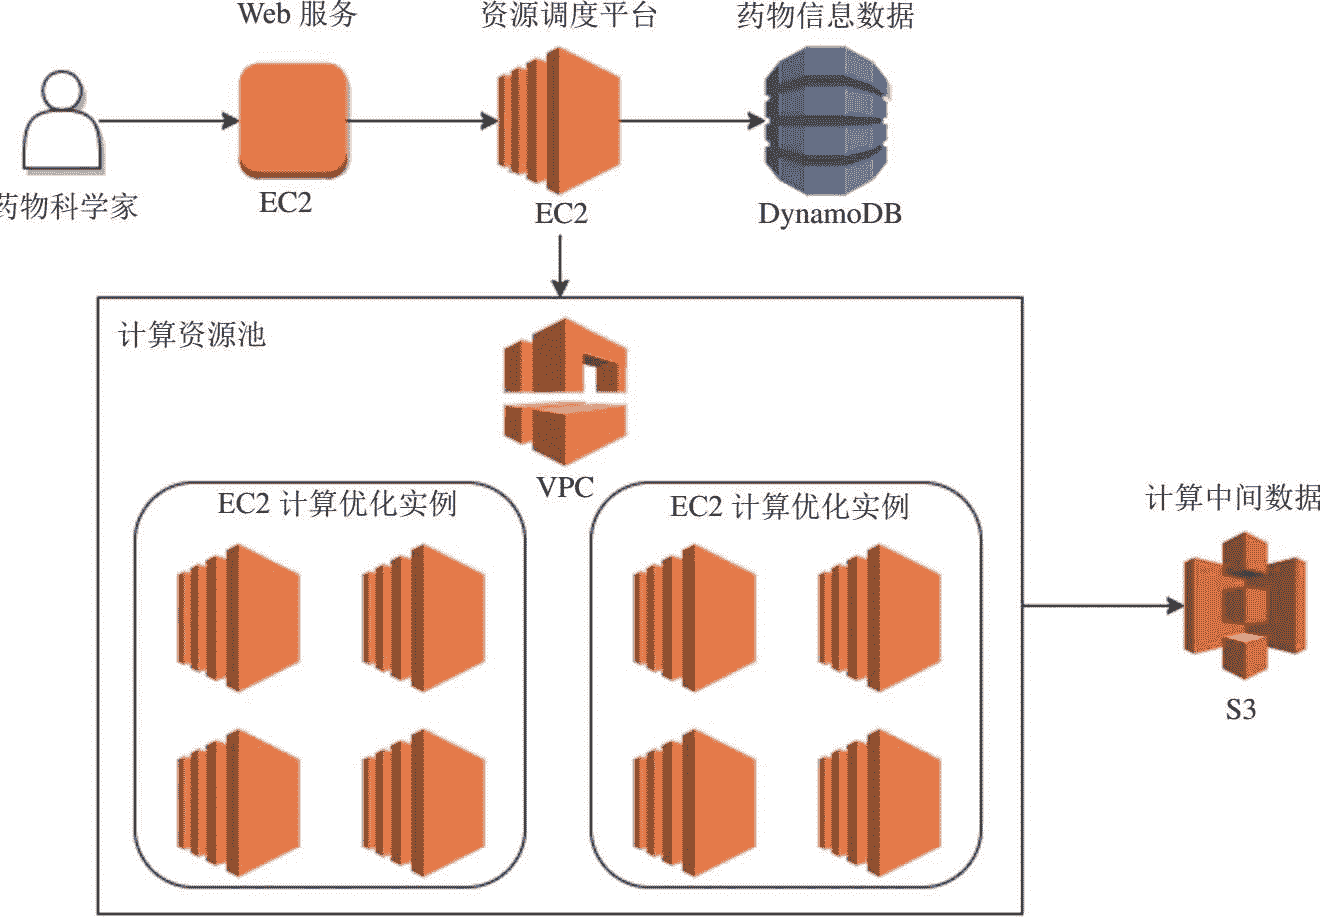 Web 服务
资源调度平台
药物信息数据
药物科学家
EC2
EC2
DynamoDB
计算资源池
VPC
EC2 计算优化实例
EC2 计算优化实例
计算中间数据
S3